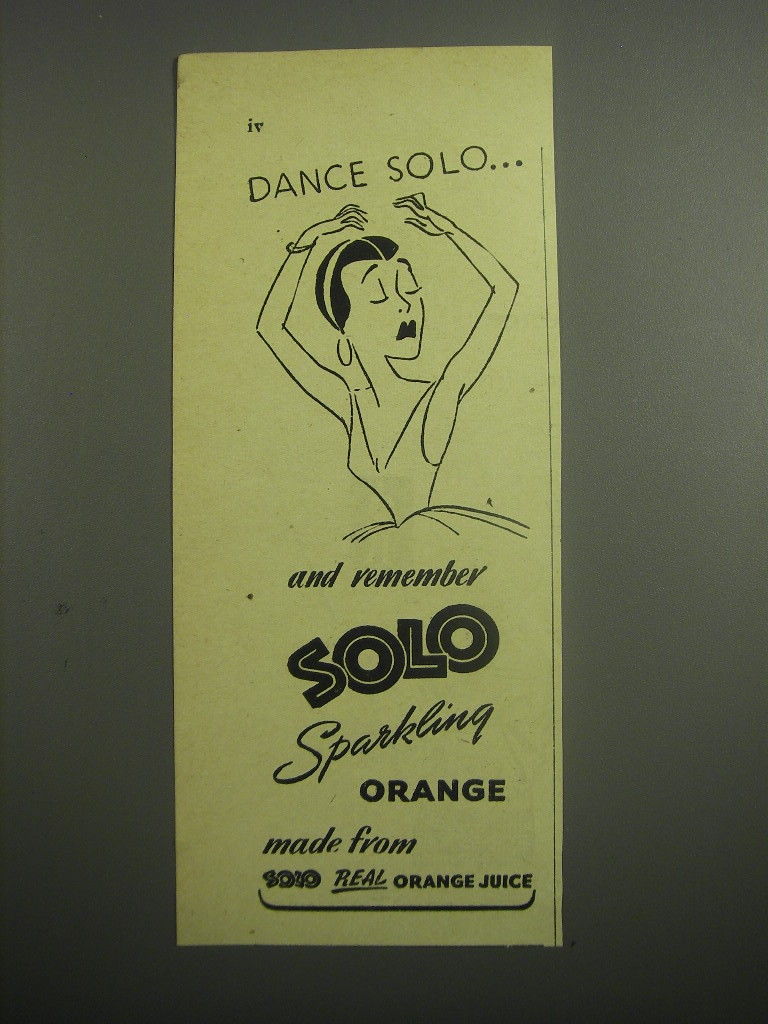 iv
DANCE SOLO...
and remember
SOLO
Sparkling
ORANGE
made from
SOLO REAL ORANGE JUICE